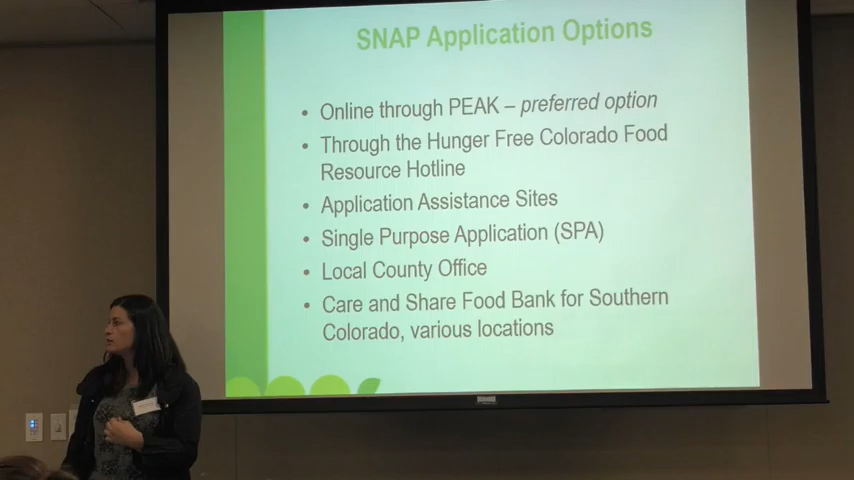 SNAP Application Options
• Online through PEAK – preferred option
• Through the Hunger Free Colorado Food
Resource Hotline
• Application Assistance Sites
• Single Purpose Application (SPA)
• Local County Office
• Care and Share Food Bank for Southern
Colorado, various locations